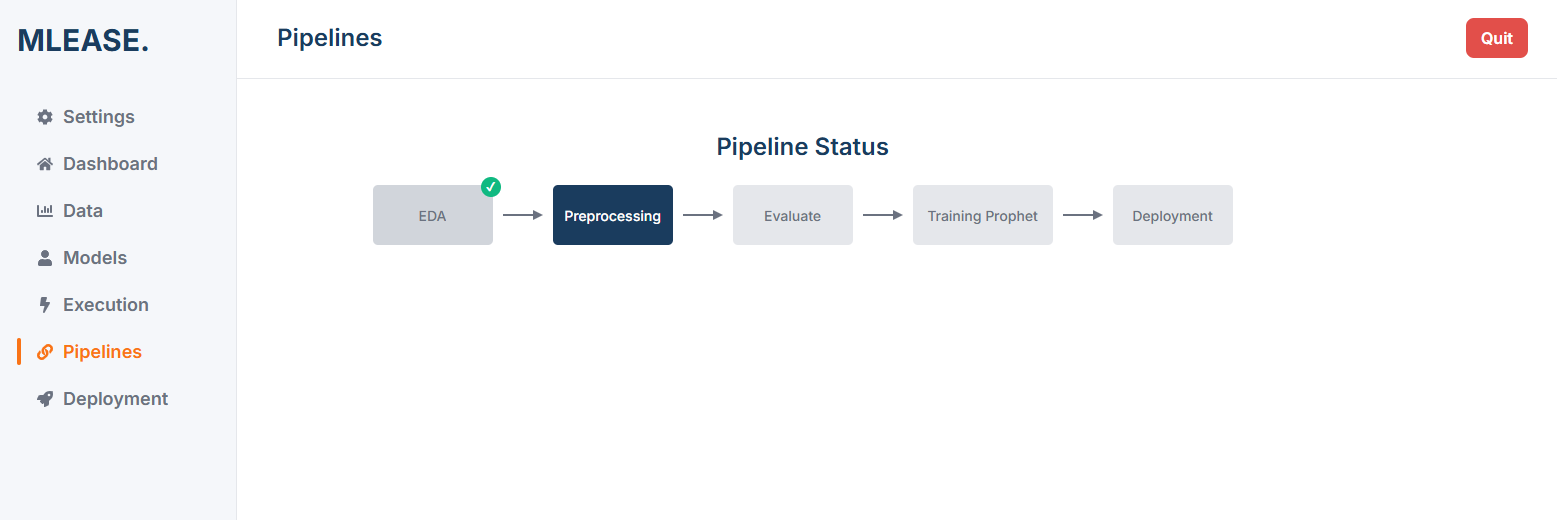 MLEASE.
Settings
Dashboard
Data
Models
Execution
Pipelines
Deployment
Pipelines
Quit
Pipeline Status
EDA
Preprocessing
Evaluate
Training Prophet
Deployment